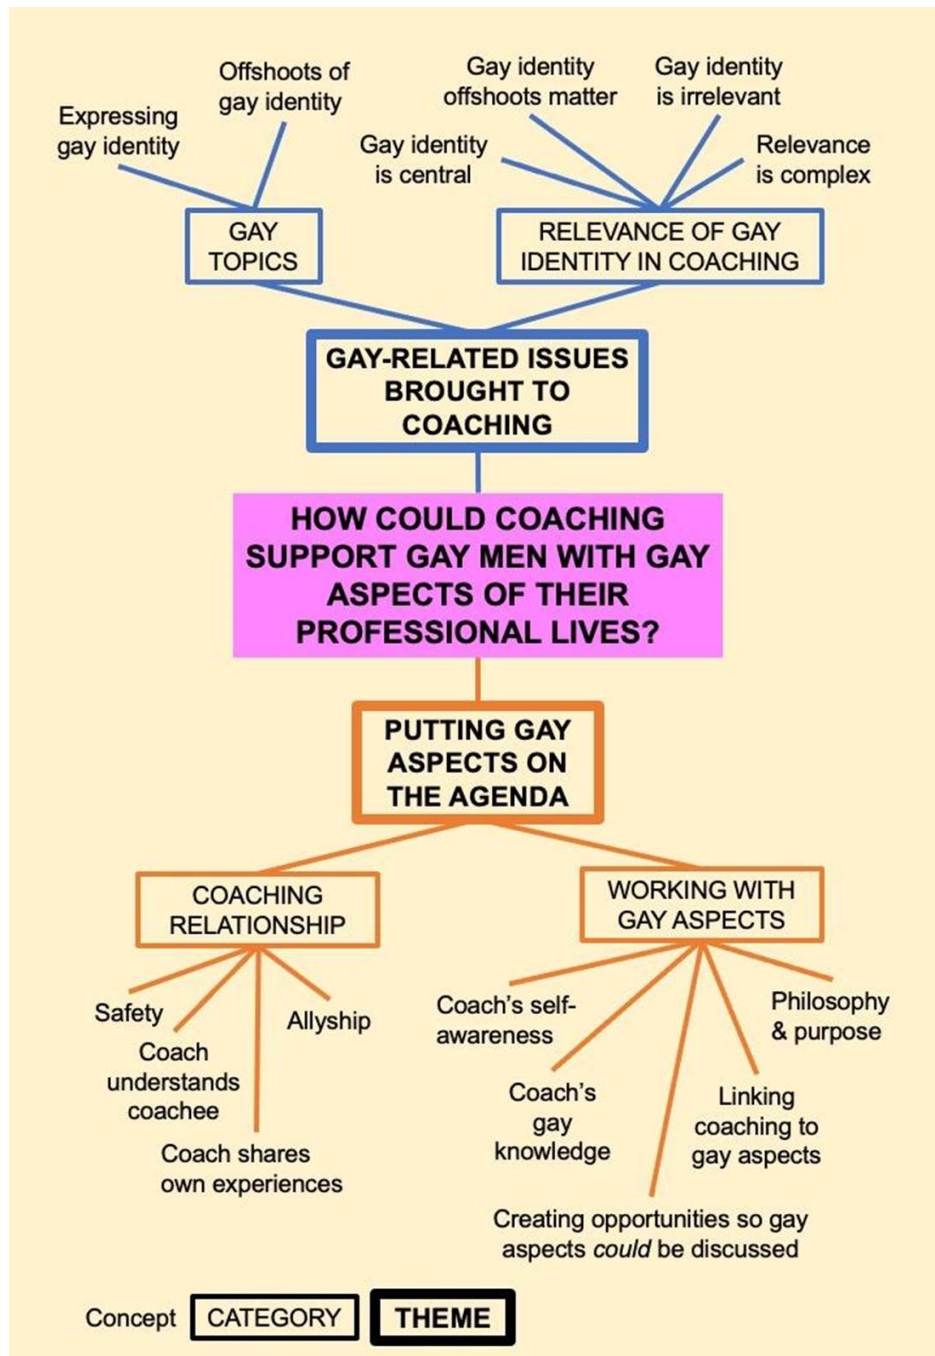 Expressing
gay identity
Offshoots of
gay identity
Gay identity
is central
Gay identity
offshoots matter
Gay identity
is irrelevant
Relevance
is complex
GAY
TOPICS
RELEVANCE OF GAY
IDENTITY IN COACHING
GAY-RELATED ISSUES
BROUGHT TO
COACHING
HOW COULD COACHING
SUPPORT GAY MEN WITH GAY
ASPECTS OF THEIR
PROFESSIONAL LIVES?
PUTTING GAY
ASPECTS ON
THE AGENDA
COACHING
RELATIONSHIP
WORKING WITH
GAY ASPECTS
Safety
Coach
understands
coachee
Coach shares
own experiences
Allyship
Coach's self-
awareness
Coach's
gay
knowledge
Creating opportunities so gay
aspects could be discussed
Linking
coaching to
gay aspects
Philosophy
& purpose
Concept CATEGORY THEME